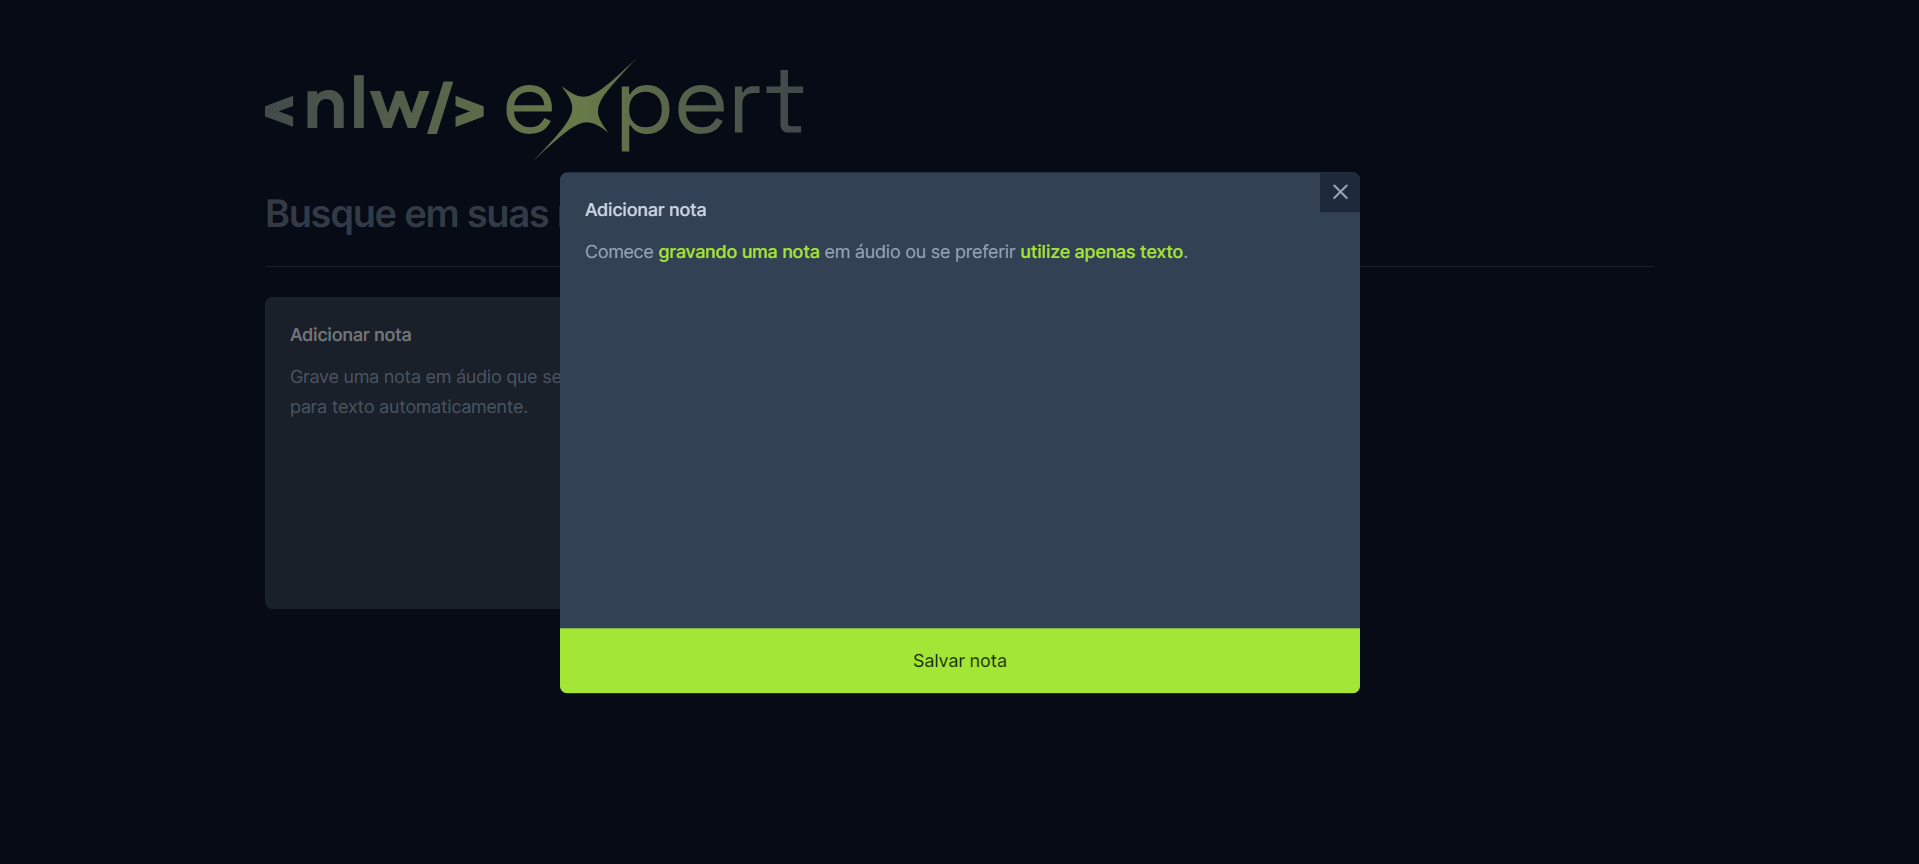 <nlw/> expert
Busque em suas
Adicionar nota
Grave uma nota em áudio que se
para texto automaticamente.
Adicionar nota
Comece gravando uma nota em áudio ou se preferir utilize apenas texto.
Salvar nota